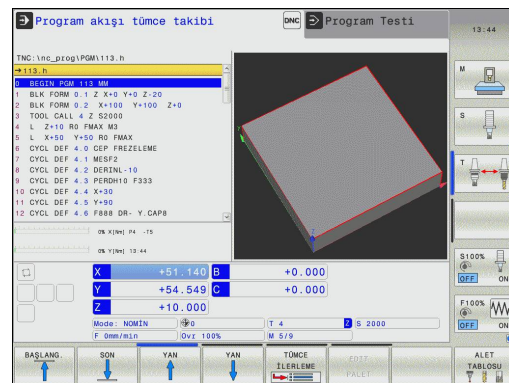 Program akışı tümce takibi
DNC
Program Testi
13:44
TNC:\nc_prog\PGM\113.h
→113.h
0 BEGIN PGM 113 MM
1 BLK FORM 0.1 Z X+0 Y+0 Z-20
2 BLK FORM 0.2 X+100 Y+100 Z+0
3 TOOL CALL 4 Z S2000
4 L Z+10 R0 FMAX M3
5 L X+50 Y+50 R0 FMAX
6 CYCL DEF 4.0 CEP FREZELEME
7 CYCL DEF 4.1 MESF2
8 CYCL DEF 4.2 DERINL-10
9 CYCL DEF 4.3 PERDH10 F333
10 CYCL DEF 4.4 X+30
11 CYCL DEF 4.5 Y+90
12 CYCL DEF 4.6 F888 DR- Y.CAP8
0% X[Nm] P4 -T5
0% Y[Nm] 13:44
X +51.140 B +0.000
Y +54.549 C +0.000
Z +10.000
Mode: NOMİN 0 T 4 Z S 2000
F 0mm/min Ovr 100% M 5/9
M
S
T
S100%
OFF ON
F100%
OFF ON
BAŞLANG.
SON
YAN
YAN
TÜMCE
İLERLEME
EDIT
PALET
ALET
TABLOSU